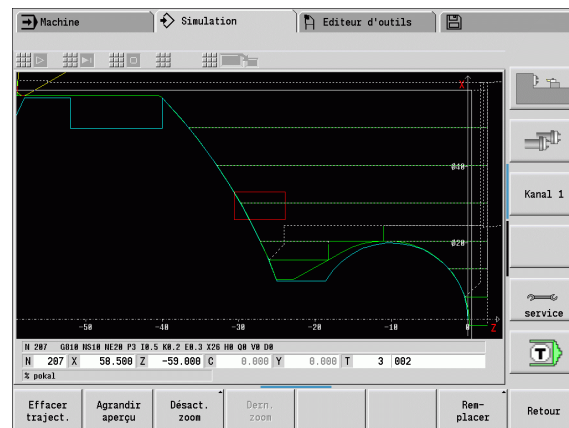 Machine Simulation Editeur d'outils
X
Ø40
Kanal 1
Ø20
-50 -40 -30 -20 -10 0 Z
service
N 207 G810 NS10 NE20 P3 I0.5 K0.2 E0.3 X26 H0 Q0 V0 D0
N 207 X 58.500 Z -59.000 C 0.000 Y 0.000 T 3 002
% pokal
T
Effacer traject. Agrandir aperçu Désact. zoom Dern. zoom Rem- placer Retour